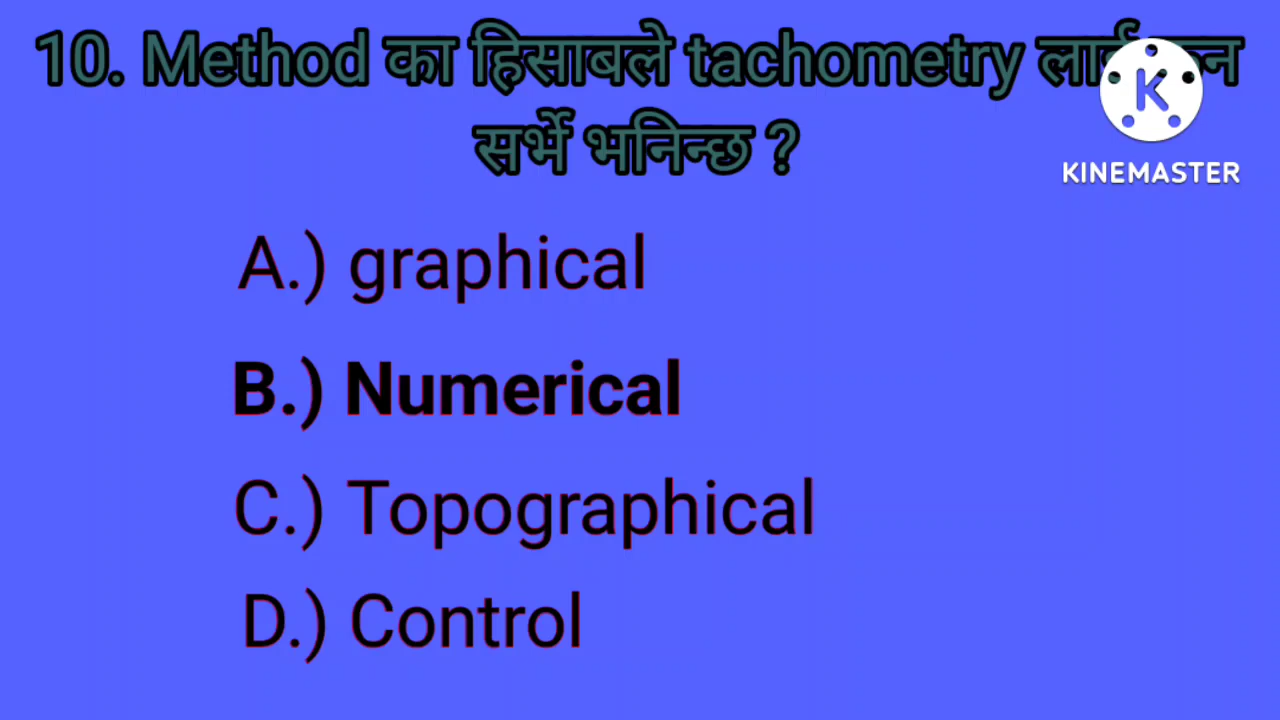 10. Method का हिसाबले tachometry
सर्भे भनिन्छ ?
K
KINEMASTER
A.) graphical
B.) Numerical
C.) Topographical
D.) Control